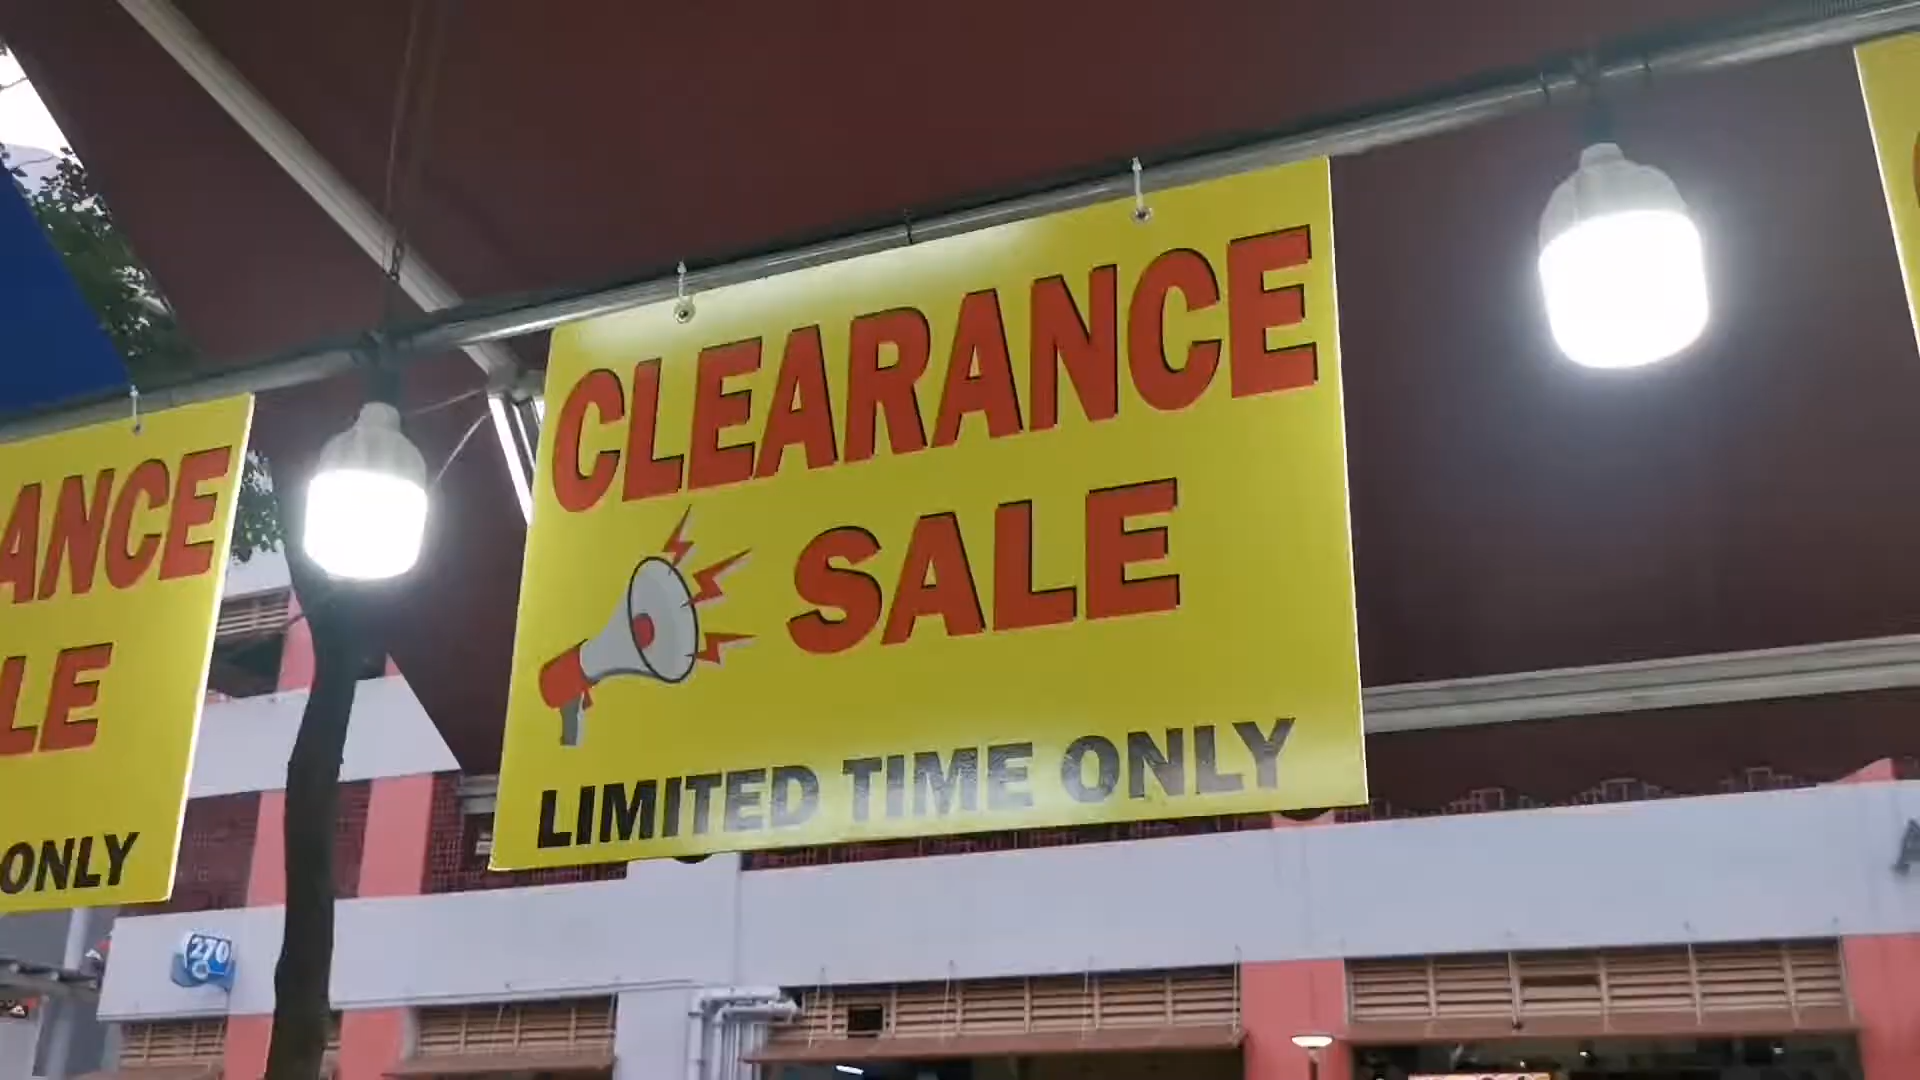 CLEARANCE
SALE
LIMITED TIME ONLY
ANCE
LE
ONLY
270